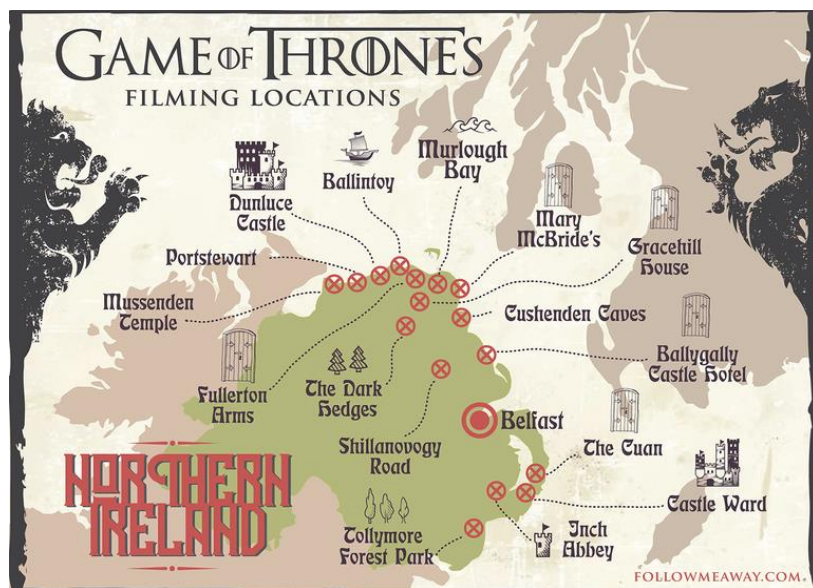 GAME OF THRONES
FILMING LOCATIONS
Murlough
Bay
Ballintoy
Dunluce
Castle
Mary
McBride's
Gracehill
House
Portstewart
Mussenden
Temple
Cushenden Caves
Ballygally
Castle Hotel
Fullerton
Arms
The Dark
Hedges
Shillanovogy
Road
Belfast
The Cuan
Castle Ward
Inch
Abbey
Tollymore
Forest Park
NORTHERN
IRELAND
FOLLOWMEAWAY.COM